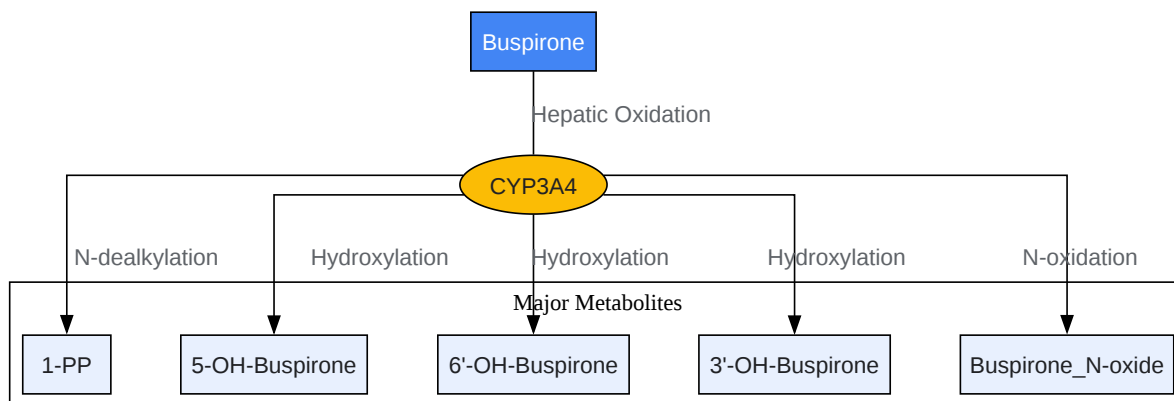 Buspirone
Hepatic Oxidation
CYP3A4
N-dealkylation
Hydroxylation
Hydroxylation
Hydroxylation
N-oxidation
Major Metabolites
1-PP
5-OH-Buspirone
6'-OH-Buspirone
3'-OH-Buspirone
Buspirone_N-oxide